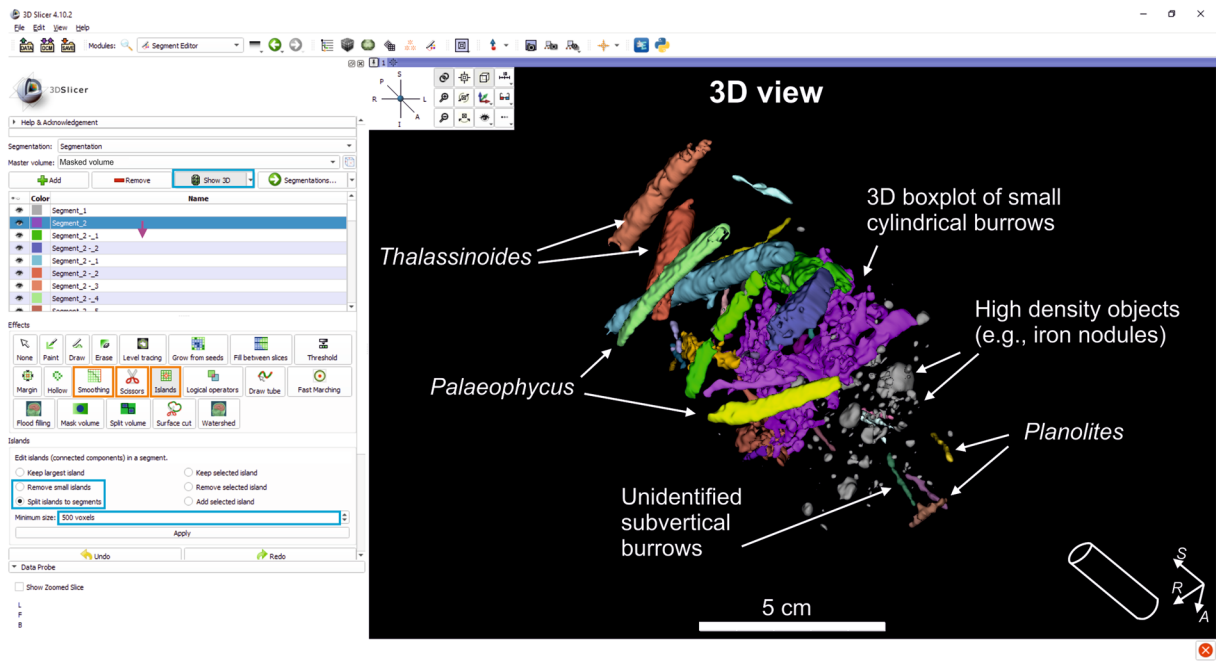 3D Slicer 4.10.2
File Edit View Help
DATA DCM SAVE Modules: Segment Editor
1
3DSlicer
Help & Acknowledgement
Segmentation: Segmentation
Master volume: Masked volume
Add Remove Show 3D Segmentations...
Color Name
Segment_1
Segment_2
Segment_2 -_1
Segment_2 -_2
Segment_2 -_1
Segment_2 -_2
Segment_2 -_3
Segment_2 -_4
Segment_2 -_5
Effects
None Paint Draw Erase Level tracing Grow from seeds Fill between slices Threshold
Margin Hollow Smoothing Scissors Islands Logical operators Draw tube Fast Marching
Flood filling Mask volume Split volume Surface cut Watershed
Islands
Edit islands (connected components) in a segment.
Keep largest island Keep selected island
Remove small islands Remove selected island
Split islands to segments Add selected island
Minimum size: 500 voxels
Apply
Undo Redo
Data Probe
Show Zoomed Slice
L
F
B
S
P
R L
A
I
3D view
Thalassinoides
3D boxplot of small
cylindrical burrows
High density objects
(e.g., iron nodules)
Palaeophycus
Planolites
Unidentified
subvertical
burrows
5 cm
S
R
A